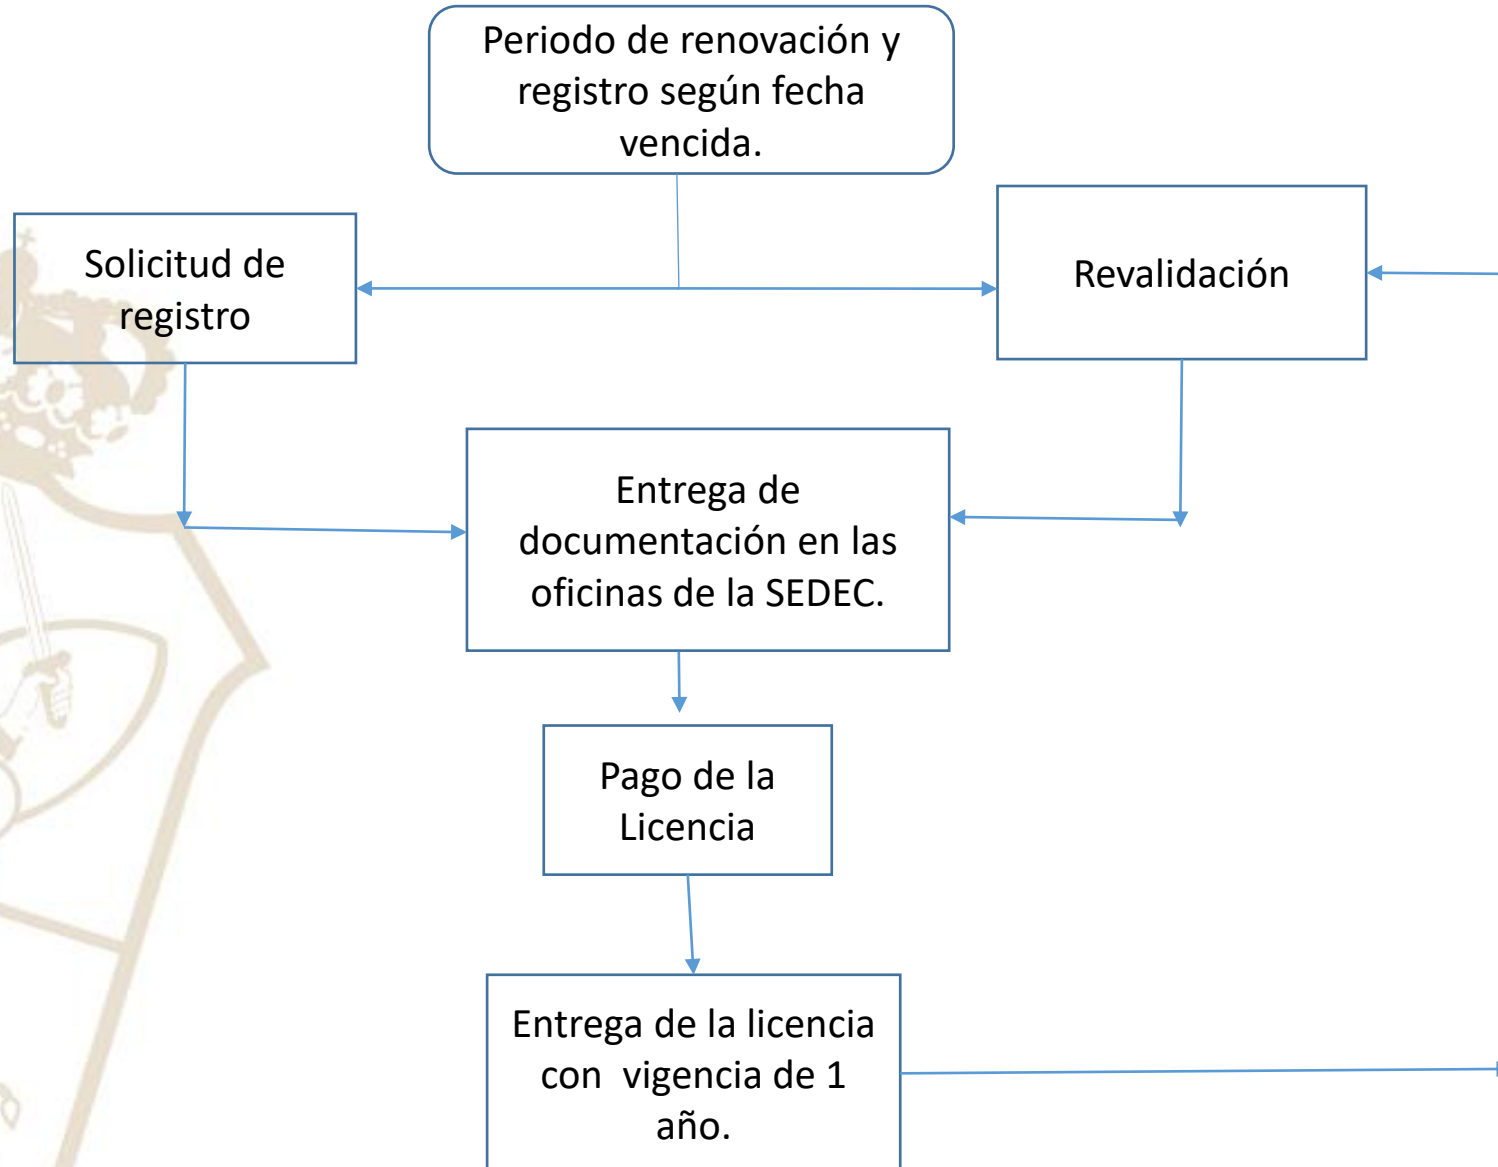 Periodo de renovación y
registro según fecha
vencida.
Solicitud de
registro
Revalidación
Entrega de
documentación en las
oficinas de la SEDEC.
Pago de la
Licencia
Entrega de la licencia
con  vigencia de 1
año.